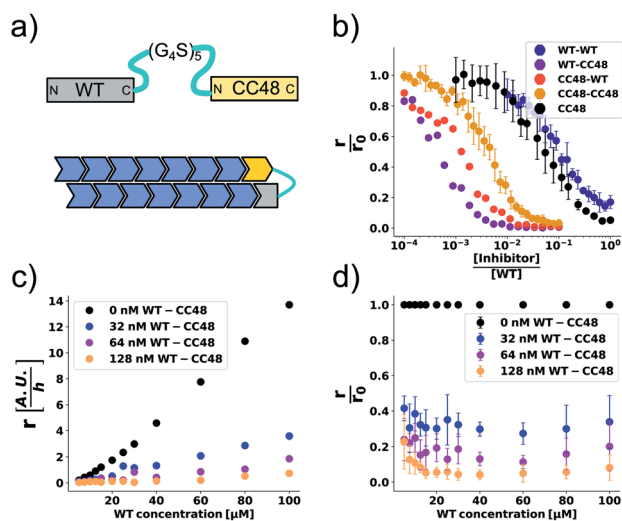 a)
(G₄S)₅
N WT C
N CC48 C
b)
r/r₀
1.0
0.8
0.6
0.4
0.2
0.0
WT-WT
WT-CC48
CC48-WT
CC48-CC48
CC48
10⁻⁴ 10⁻³ 10⁻² 10⁻¹ 10⁰
[Inhibitor]
[WT]
c)
r [A.U./h]
14
12
10
8
6
4
2
0
0 nM WT – CC48
32 nM WT – CC48
64 nM WT – CC48
128 nM WT – CC48
20 40 60 80 100
WT concentration [µM]
d)
r/r₀
1.0
0.8
0.6
0.4
0.2
0.0
0 nM WT – CC48
32 nM WT – CC48
64 nM WT – CC48
128 nM WT – CC48
20 40 60 80 100
WT concentration [µM]